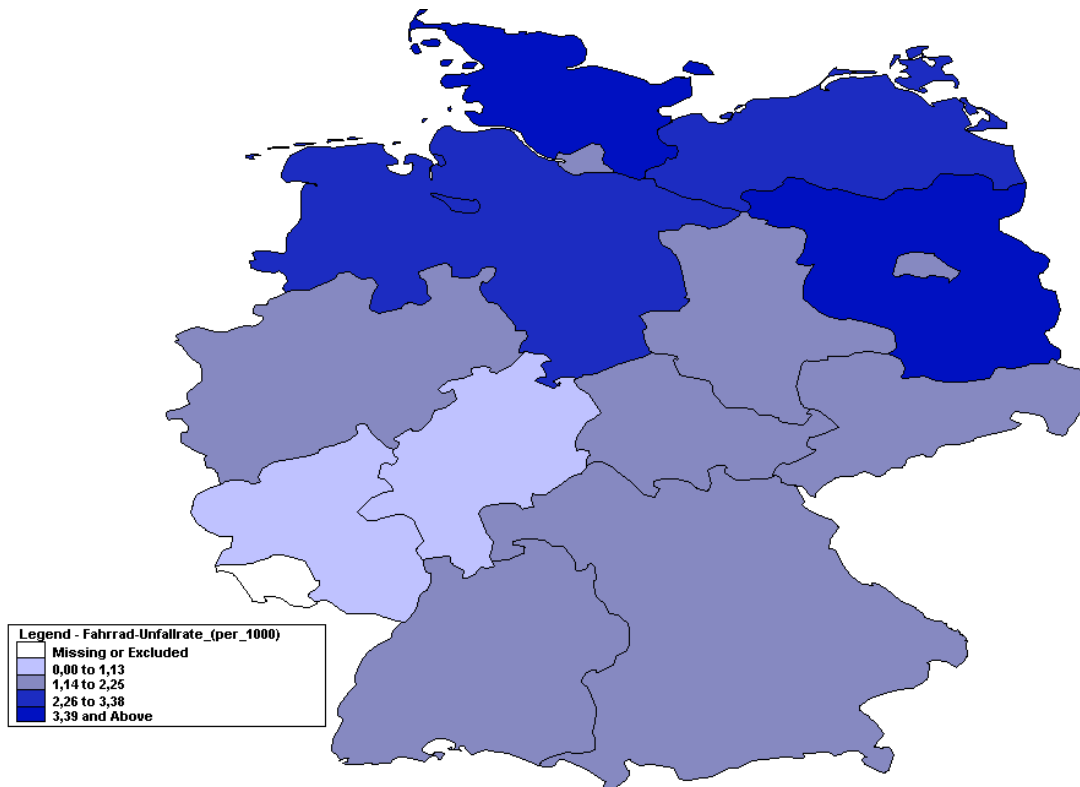 Legend - Fahrrad-Unfallrate_(per_1000)
Missing or Excluded
0,00 to 1,13
1,14 to 2,25
2,26 to 3,38
3,39 and Above